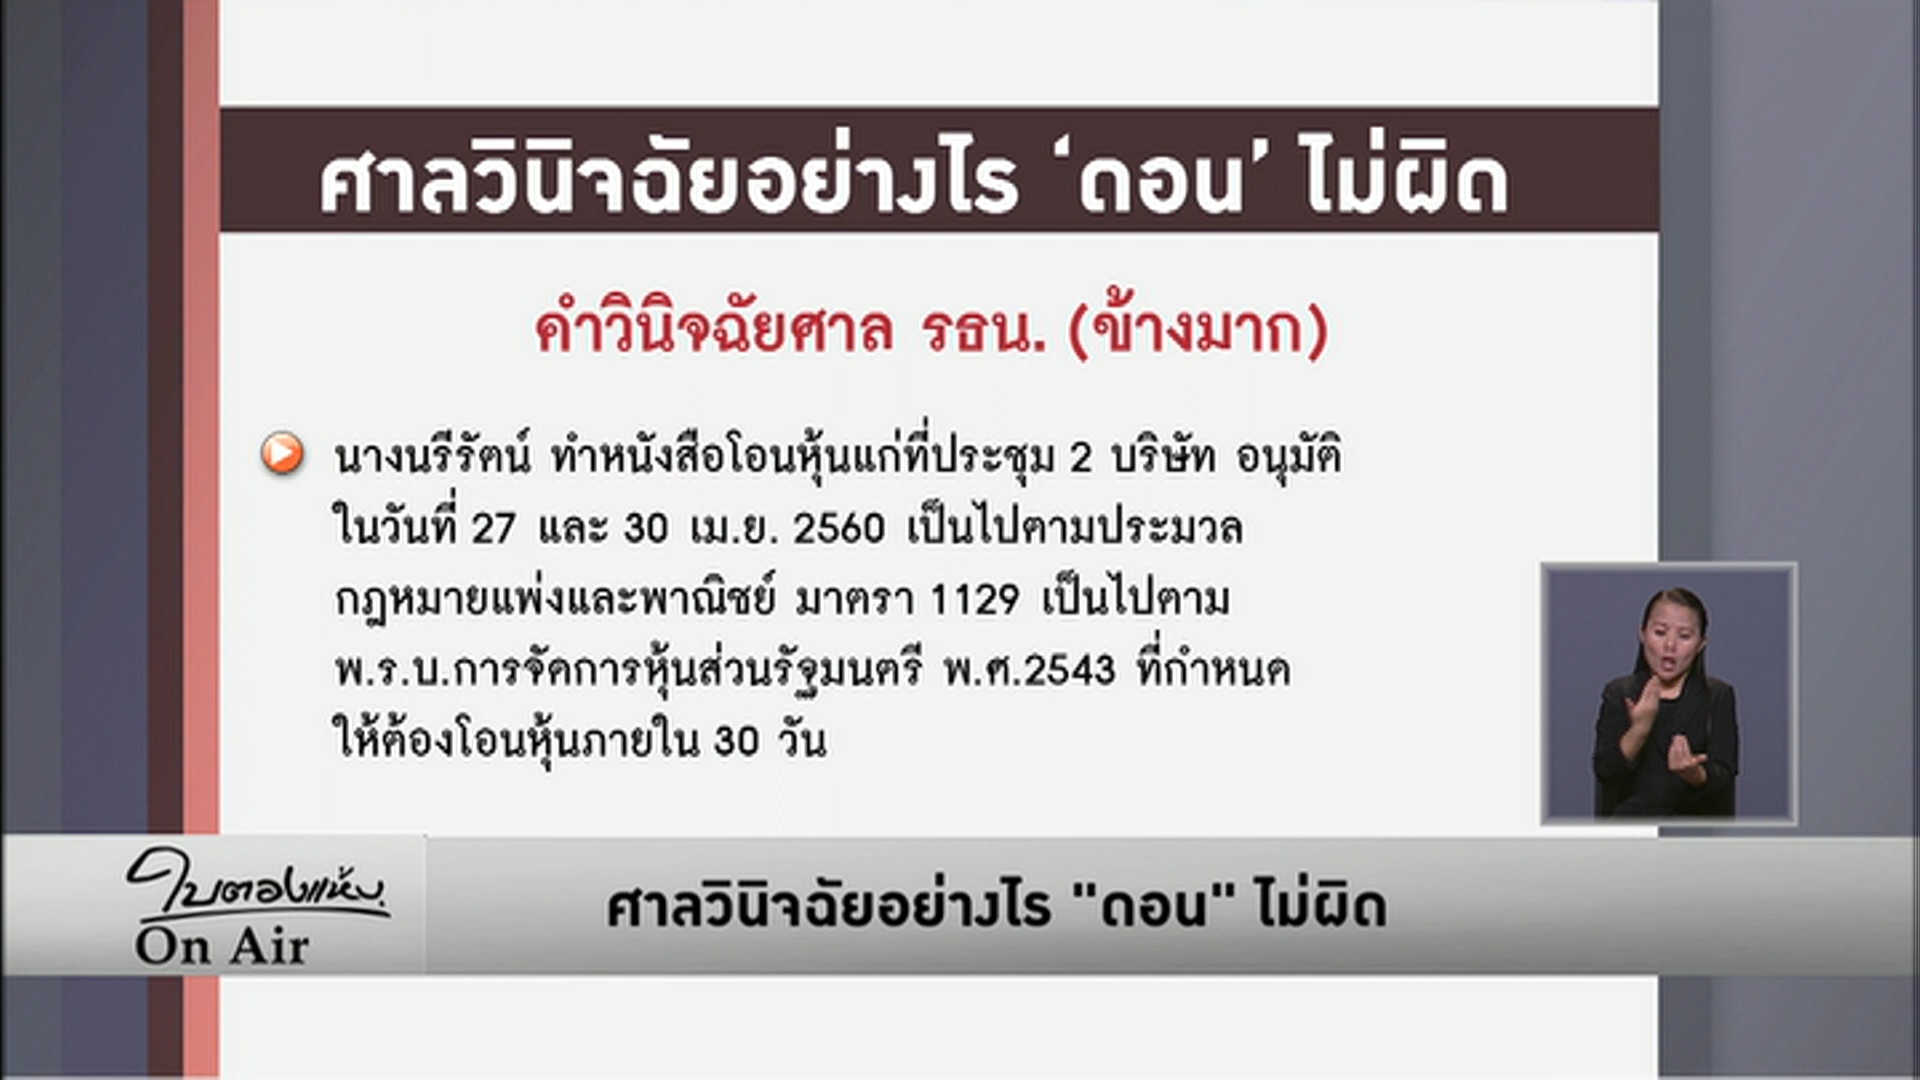 ศาลวินิจฉัยอย่างไร ‘ดอน’ ไม่ผิด
คำวินิจฉัยศาล รธน. (ข้างมาก)
นางนรีรัตน์ ทำหนังสือโอนหุ้นแก่ที่ประชุม 2 บริษัท อนุมัติ
ในวันที่ 27 และ 30 เม.ย. 2560 เป็นไปตามประมวล
กฎหมายแพ่งและพาณิชย์ มาตรา 1129 เป็นไปตาม
พ.ร.บ.การจัดการหุ้นส่วนรัฐมนตรี พ.ศ.2543 ที่กำหนด
ให้ต้องโอนหุ้นภายใน 30 วัน
ใบตองแห้ง
On Air
ศาลวินิจฉัยอย่างไร "ดอน" ไม่ผิด